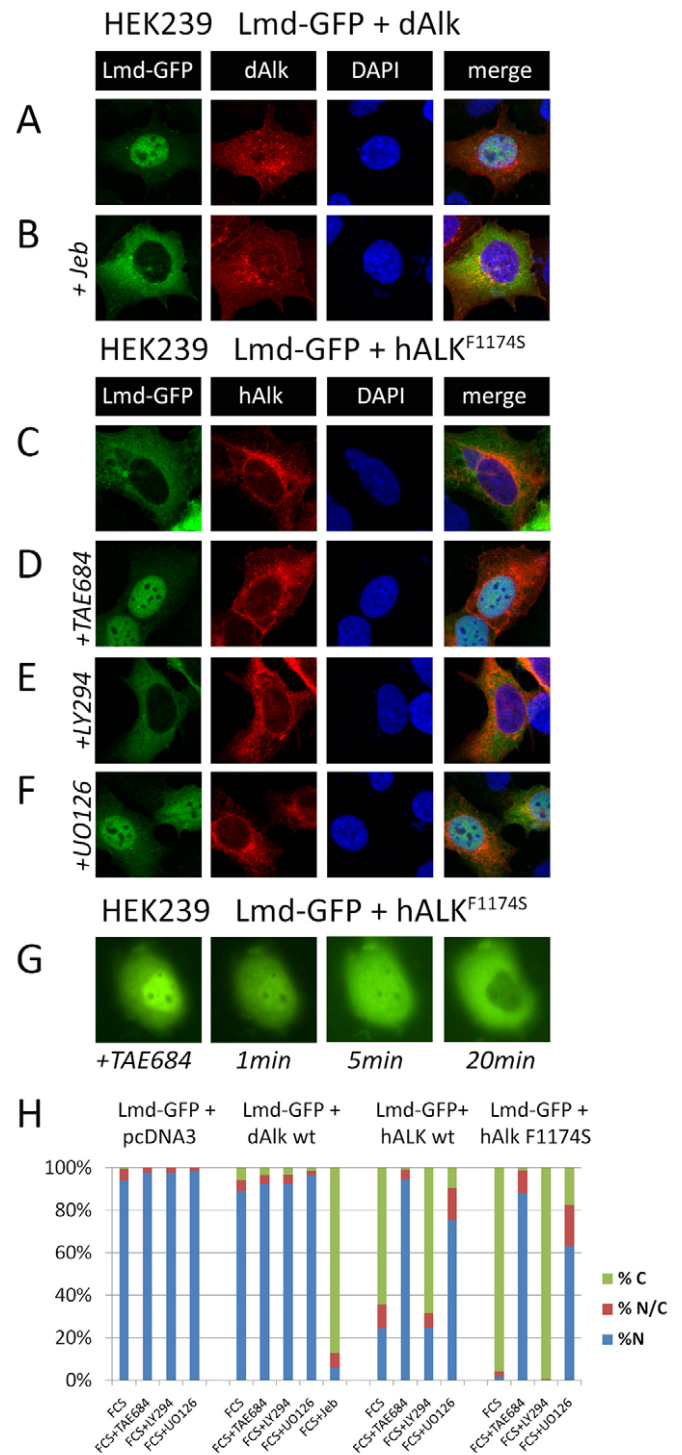 HEK239 Lmd-GFP + dAlk
Lmd-GFP dAlk DAPI merge
A
B
+ Jeb
HEK239 Lmd-GFP + hALK^F1174S
Lmd-GFP hAlk DAPI merge
C
D
+TAE684
E
+LY294
F
+UO126
HEK239 Lmd-GFP + hALK^F1174S
G
+TAE684 1min 5min 20min
H
Lmd-GFP + pcDNA3
Lmd-GFP + dAlk wt
Lmd-GFP+ hALK wt
Lmd-GFP + hAlk F1174S
100%
80%
60%
40%
20%
0%
% C
% N/C
%N
FCS
FCS+TAE684
FCS+LY294
FCS+UO126
FCS
FCS+TAE684
FCS+LY294
FCS+UO126
FCS+Jeb
FCS
FCS+TAE684
FCS+LY294
FCS+UO126
FCS
FCS+TAE684
FCS+LY294
FCS+UO126